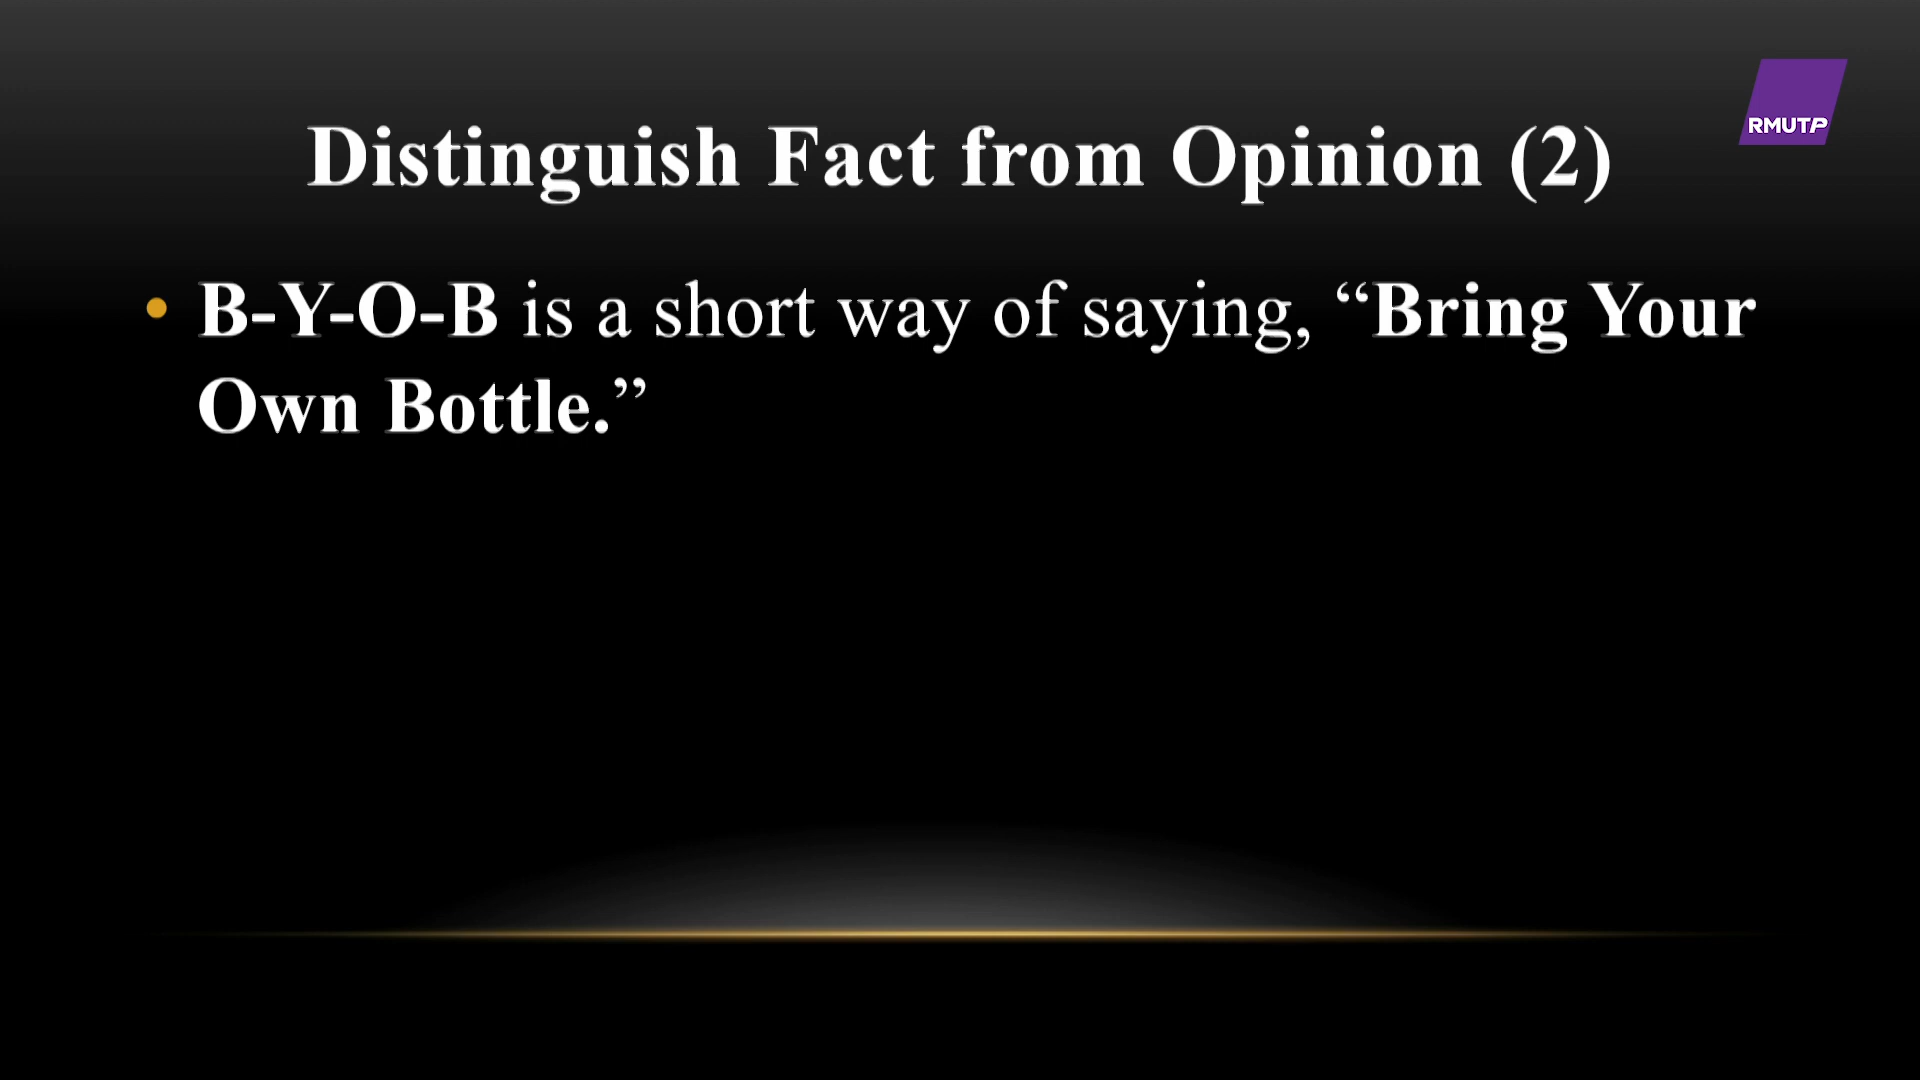 RMUTP
Distinguish Fact from Opinion (2)
• B-Y-O-B is a short way of saying, “Bring Your
Own Bottle.”